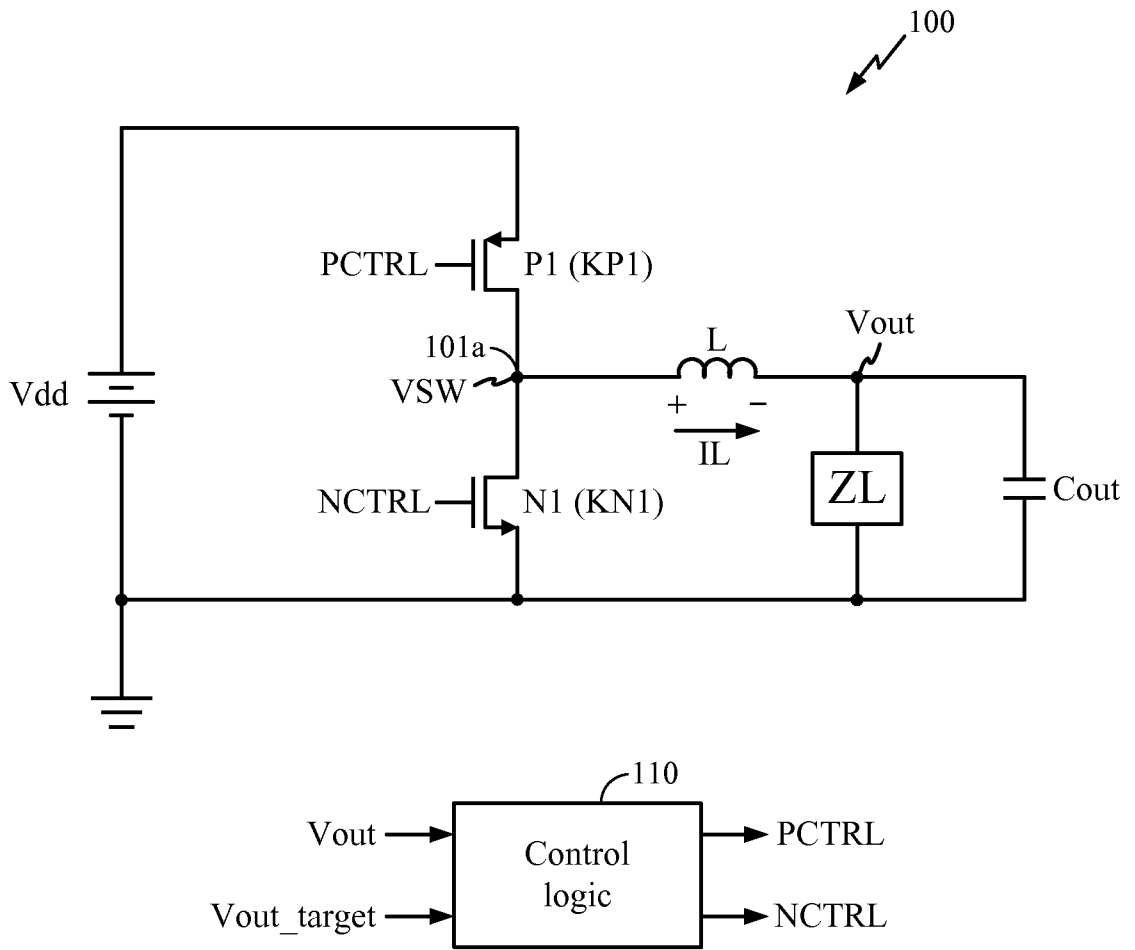 100
PCTRL
P1 (KP1)
101a
VSW
L
Vout
Vdd
+ −
IL
NCTRL
N1 (KN1)
ZL
Cout
110
Vout
Control
logic
PCTRL
Vout_target
NCTRL